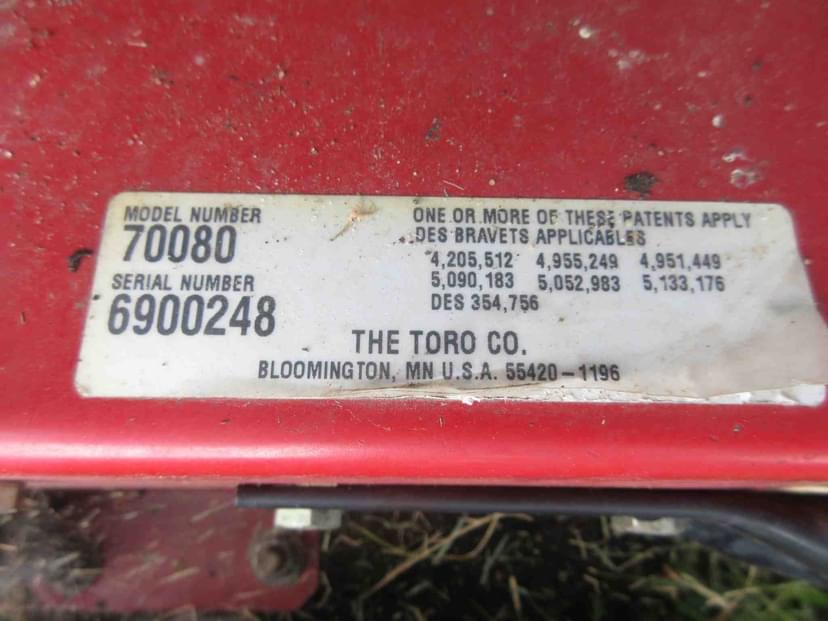 MODEL NUMBER
70080
SERIAL NUMBER
6900248
ONE OR MORE OF THESE PATENTS APPLY
DES BRAVETS APPLICABLES
4,205,512 4,955,249 4,951,449
5,090,183 5,052,983 5,133,176
DES 354,756
THE TORO CO.
BLOOMINGTON, MN U.S.A. 55420-1196